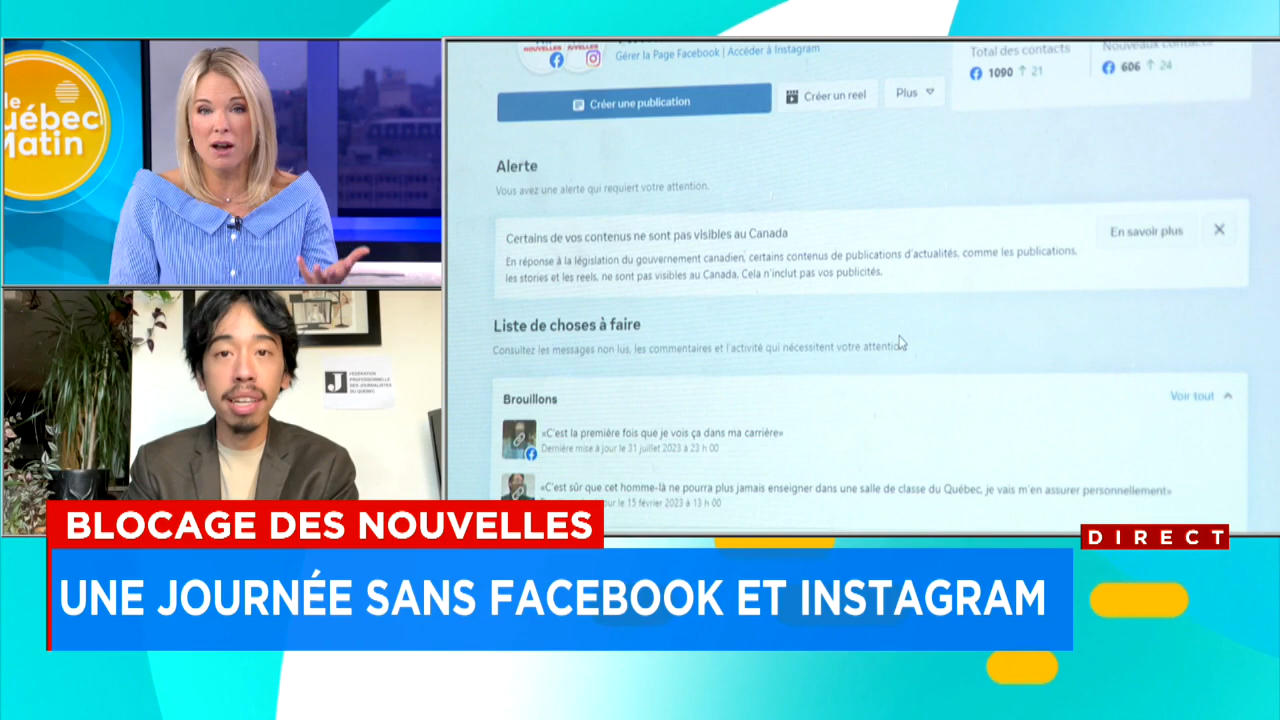 le
Québec
Matin
NOUVELLES
Gérer la Page Facebook | Accéder à Instagram
Total des contacts
1090 ↑ 21
Nouveaux contacts
606 ↑ 24
Créer une publication
Créer un reel
Plus
Alerte
Vous avez une alerte qui requiert votre attention.
Certains de vos contenus ne sont pas visibles au Canada
En savoir plus
En réponse à la législation du gouvernement canadien, certains contenus de publications d'actualités, comme les publications,
les stories et les reels, ne sont pas visibles au Canada. Cela n'inclut pas vos publicités.
Liste de choses à faire
Consultez les messages non lus, les commentaires et l'activité qui nécessitent votre attention.
Brouillons
Voir tout
«C'est la première fois que je vois ça dans ma carrière»
Dernière mise à jour le 31 juillet 2023 à 23 h 00
«C'est sûr que cet homme-là ne pourra plus jamais enseigner dans une salle de classe du Québec, je vais m'en assurer personnellement»
jour le 15 février 2023 à 13 h 00
J
FÉDÉRATION
PROFESSIONNELLE
DES JOURNALISTES
DU QUÉBEC
BLOCAGE DES NOUVELLES
DIRECT
UNE JOURNÉE SANS FACEBOOK ET INSTAGRAM